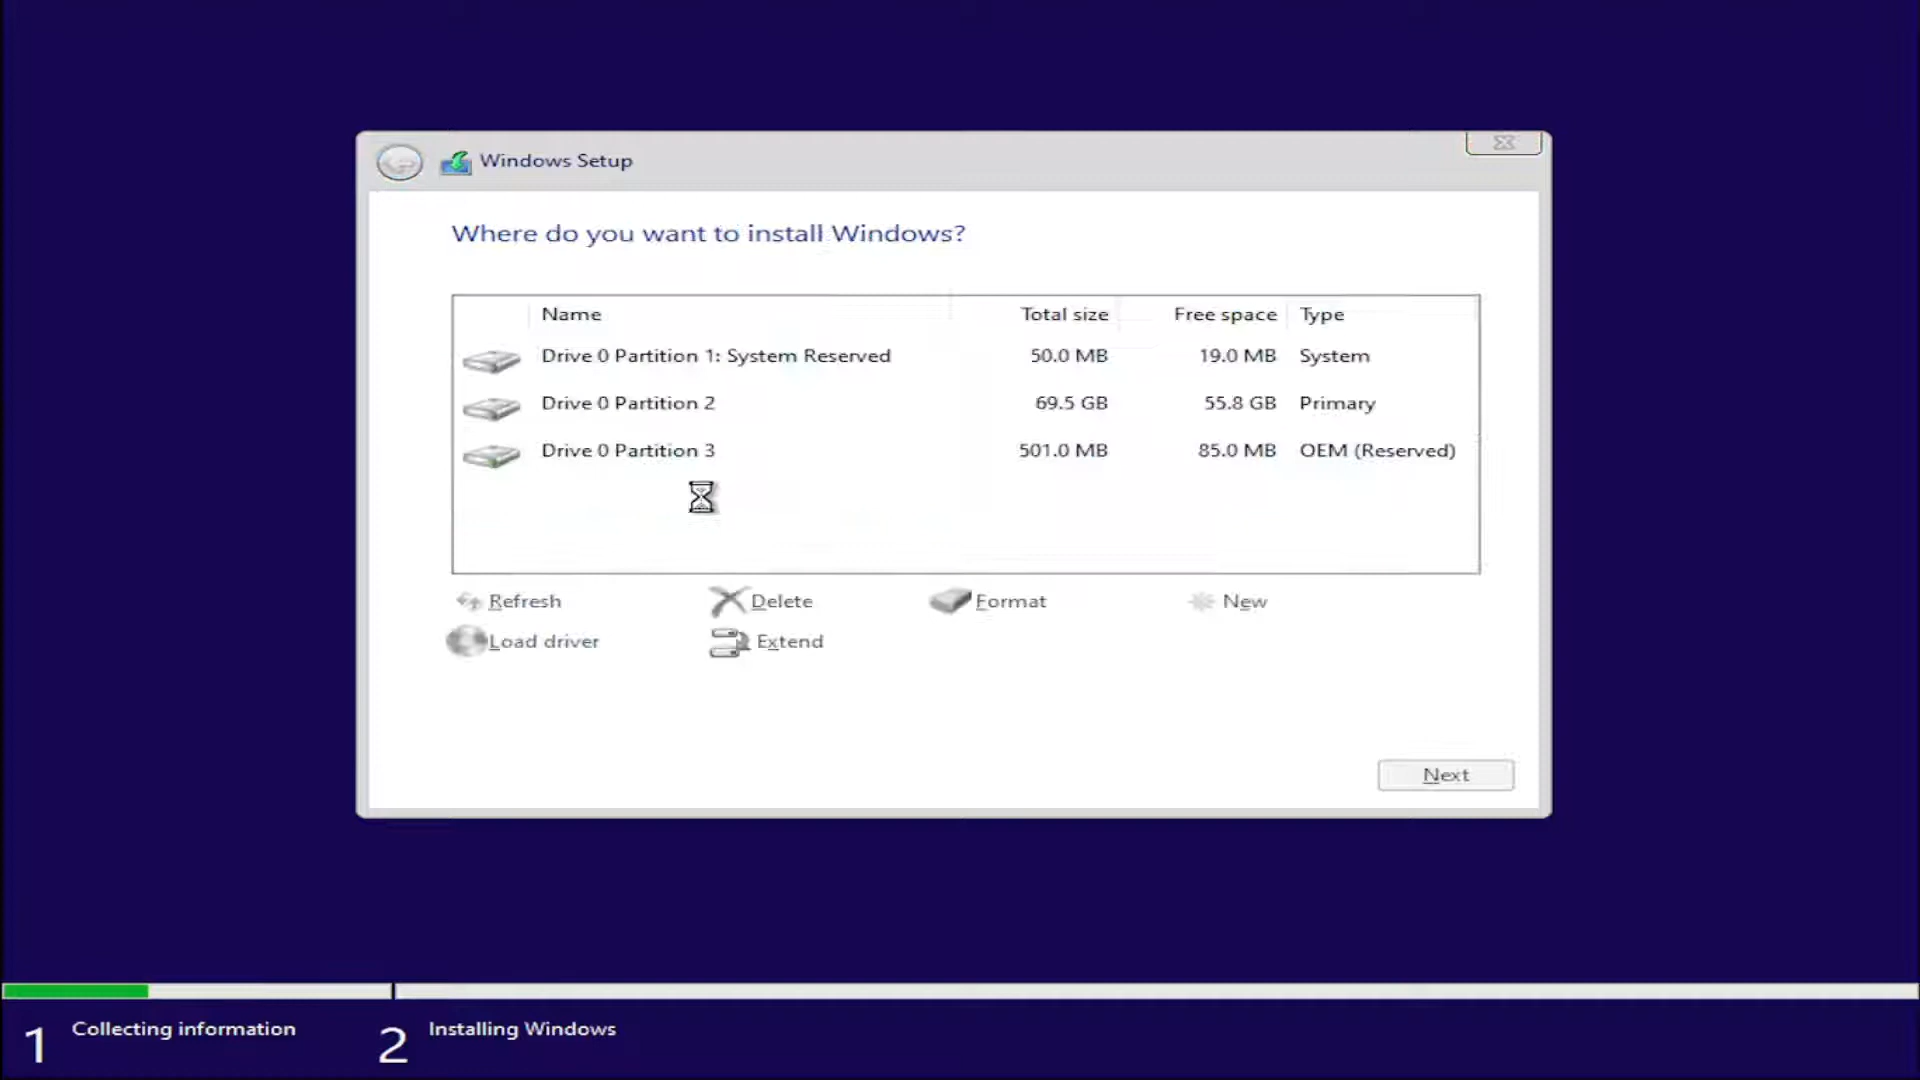 Windows Setup
Where do you want to install Windows?
Name Total size Free space Type
Drive 0 Partition 1: System Reserved 50.0 MB 19.0 MB System
Drive 0 Partition 2 69.5 GB 55.8 GB Primary
Drive 0 Partition 3 501.0 MB 85.0 MB OEM (Reserved)
Refresh Delete Format New
Load driver Extend
Next
1 Collecting information 2 Installing Windows